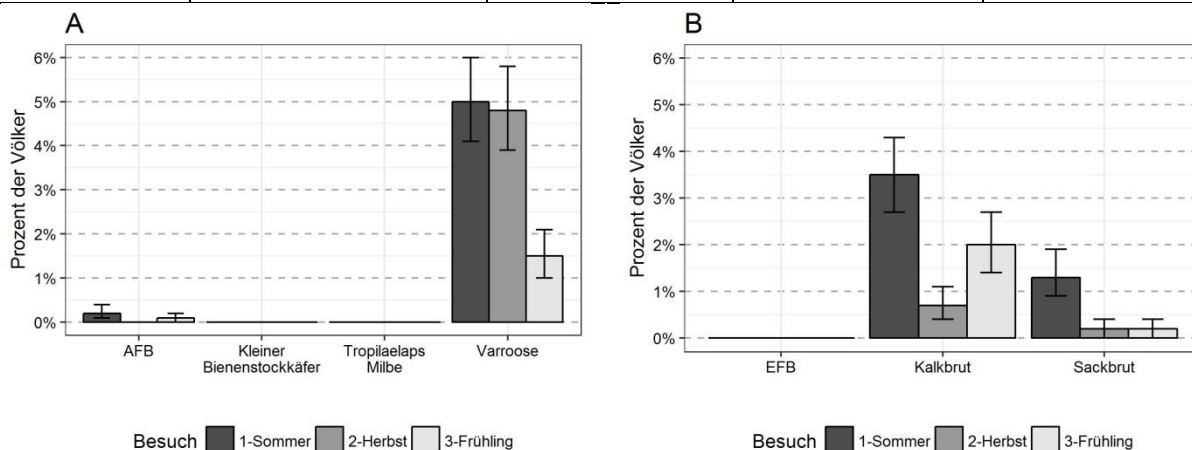 A
Prozent der Völker
6%
5%
4%
3%
2%
1%
0%
AFB
Kleiner
Bienenstockkäfer
Tropilaelaps
Milbe
Varroose
Besuch 1-Sommer 2-Herbst 3-Frühling
B
Prozent der Völker
6%
5%
4%
3%
2%
1%
0%
EFB
Kalkbrut
Sackbrut
Besuch 1-Sommer 2-Herbst 3-Frühling